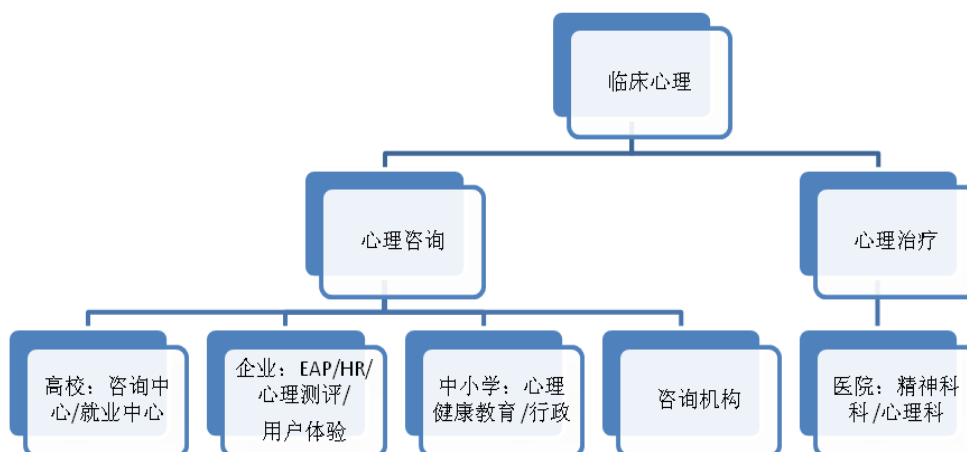 临床心理
心理咨询
心理治疗
高校：咨询中
心/就业中心
企业：EAP/HR/
心理测评/
用户体验
中小学：心理
健康教育/行政
咨询机构
医院：精神科
科/心理科